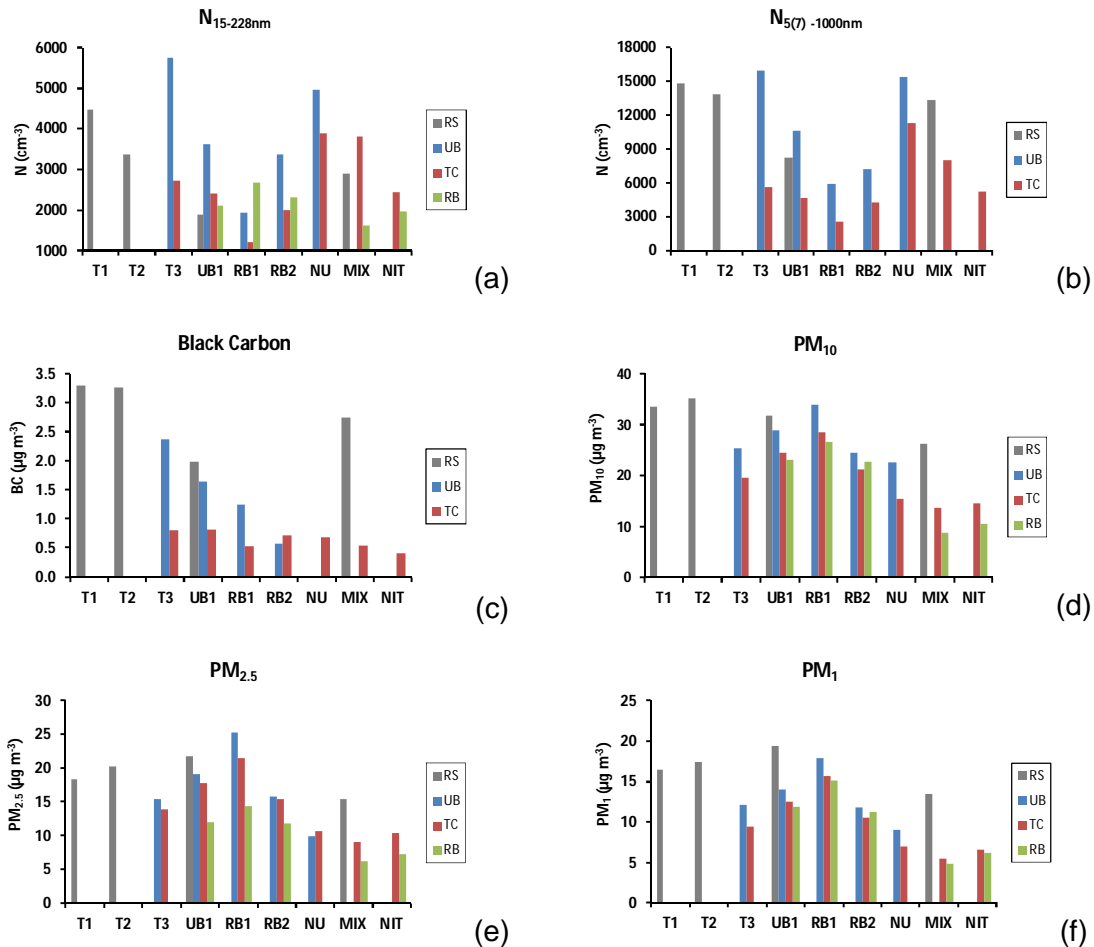 N15-228nm
N (cm-3)
6000
5000
4000
3000
2000
1000
T1 T2 T3 UB1 RB1 RB2 NU MIX NIT
RS
UB
TC
RB
(a)
N5(7) -1000nm
N (cm-3)
18000
15000
12000
9000
6000
3000
0
T1 T2 T3 UB1 RB1 RB2 NU MIX NIT
RS
UB
TC
(b)
Black Carbon
BC (µg m-3)
3.5
3.0
2.5
2.0
1.5
1.0
0.5
0.0
T1 T2 T3 UB1 RB1 RB2 NU MIX NIT
RS
UB
TC
(c)
PM10
PM10 (µg m-3)
40
30
20
10
0
T1 T2 T3 UB1 RB1 RB2 NU MIX NIT
RS
UB
TC
RB
(d)
PM2.5
PM2.5 (µg m-3)
30
25
20
15
10
5
0
T1 T2 T3 UB1 RB1 RB2 NU MIX NIT
RS
UB
TC
RB
(e)
PM1
PM1 (µg m-3)
25
20
15
10
5
0
T1 T2 T3 UB1 RB1 RB2 NU MIX NIT
RS
UB
TC
RB
(f)